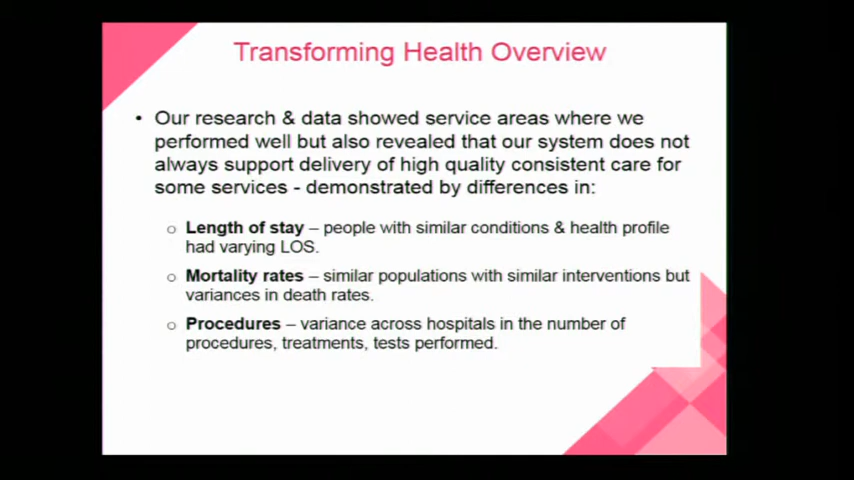 Transforming Health Overview
• Our research & data showed service areas where we
performed well but also revealed that our system does not
always support delivery of high quality consistent care for
some services - demonstrated by differences in:
o Length of stay – people with similar conditions & health profile
had varying LOS.
o Mortality rates – similar populations with similar interventions but
variances in death rates.
o Procedures – variance across hospitals in the number of
procedures, treatments, tests performed.